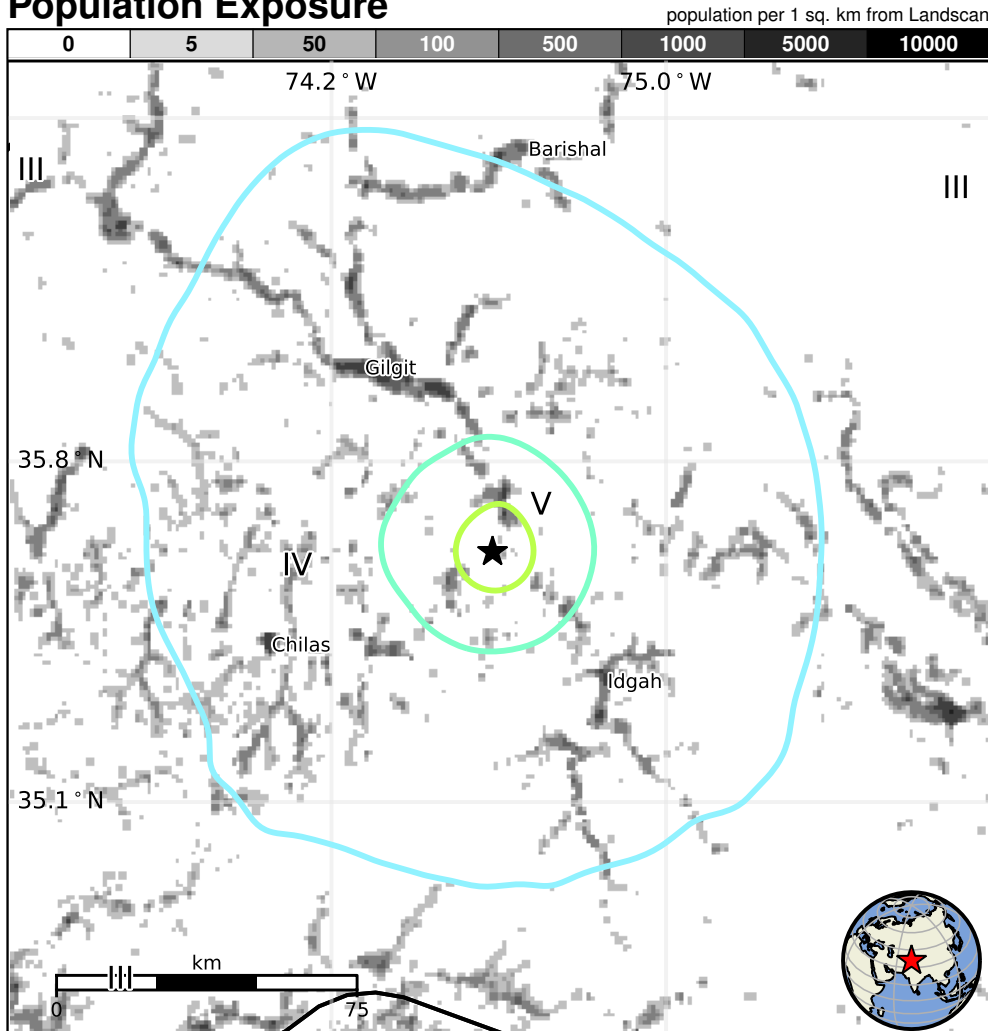 Population Exposure
population per 1 sq. km from Landscan
0 5 50 100 500 1000 5000 10000
74.2°W 75.0°W
Barishal
III
III
Gilgit
35.8°N
V
IV
Chilas
Idgah
35.1°N
km
III
0 75